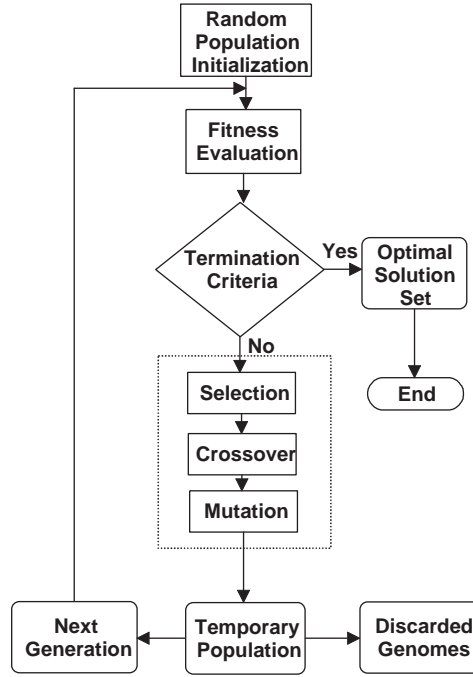 Random
Population
Initialization
Fitness
Evaluation
Termination
Criteria
Yes
Optimal
Solution
Set
No
End
Selection
Crossover
Mutation
Next
Generation
Temporary
Population
Discarded
Genomes